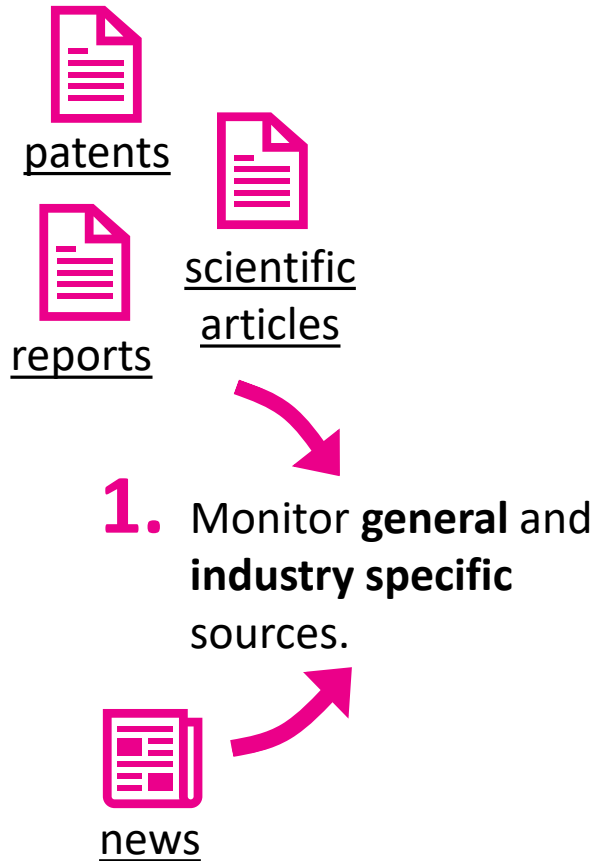 patents
scientific
articles
reports
1. Monitor general and
industry specific
sources.
news